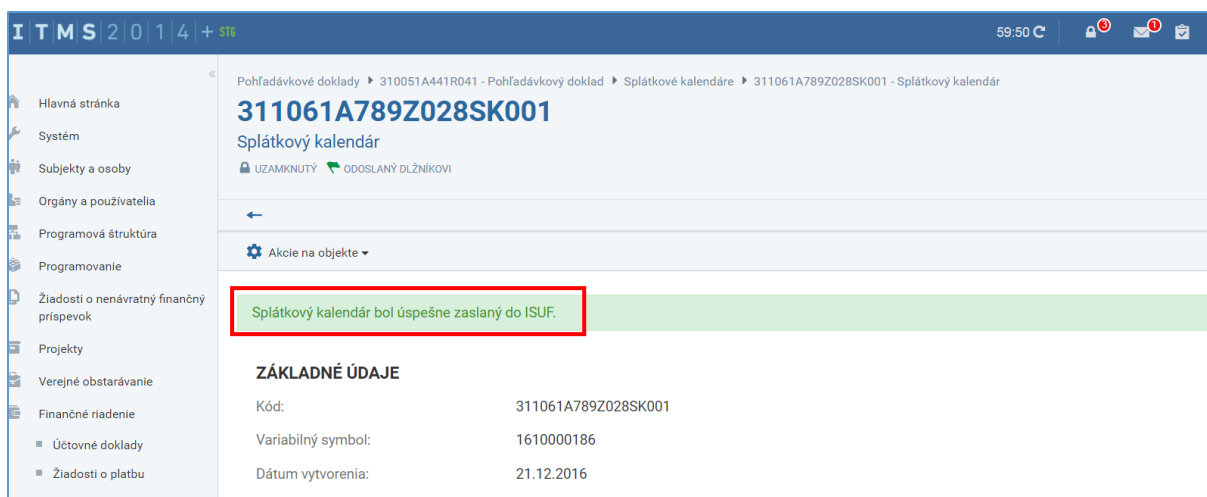 ITMS2014+ STG
59:50
3
1
Pohľadávkové doklady 310051A441R041 - Pohľadávkový doklad Splátkové kalendáre 311061A789Z028SK001 - Splátkový kalendár
311061A789Z028SK001
Splátkový kalendár
UZAMKNUTÝ ODOSLANÝ DLŽNÍKOVI
Hlavná stránka
Systém
Subjekty a osoby
Orgány a používatelia
Programová štruktúra
Programovanie
Žiadosti o nenávratný finančný
príspevok
Projekty
Verejné obstarávanie
Finančné riadenie
Účtovné doklady
Žiadosti o platbu
Akcie na objekte
Splátkový kalendár bol úspešne zaslaný do ISUF.
ZÁKLADNÉ ÚDAJE
Kód: 311061A789Z028SK001
Variabilný symbol: 1610000186
Dátum vytvorenia: 21.12.2016